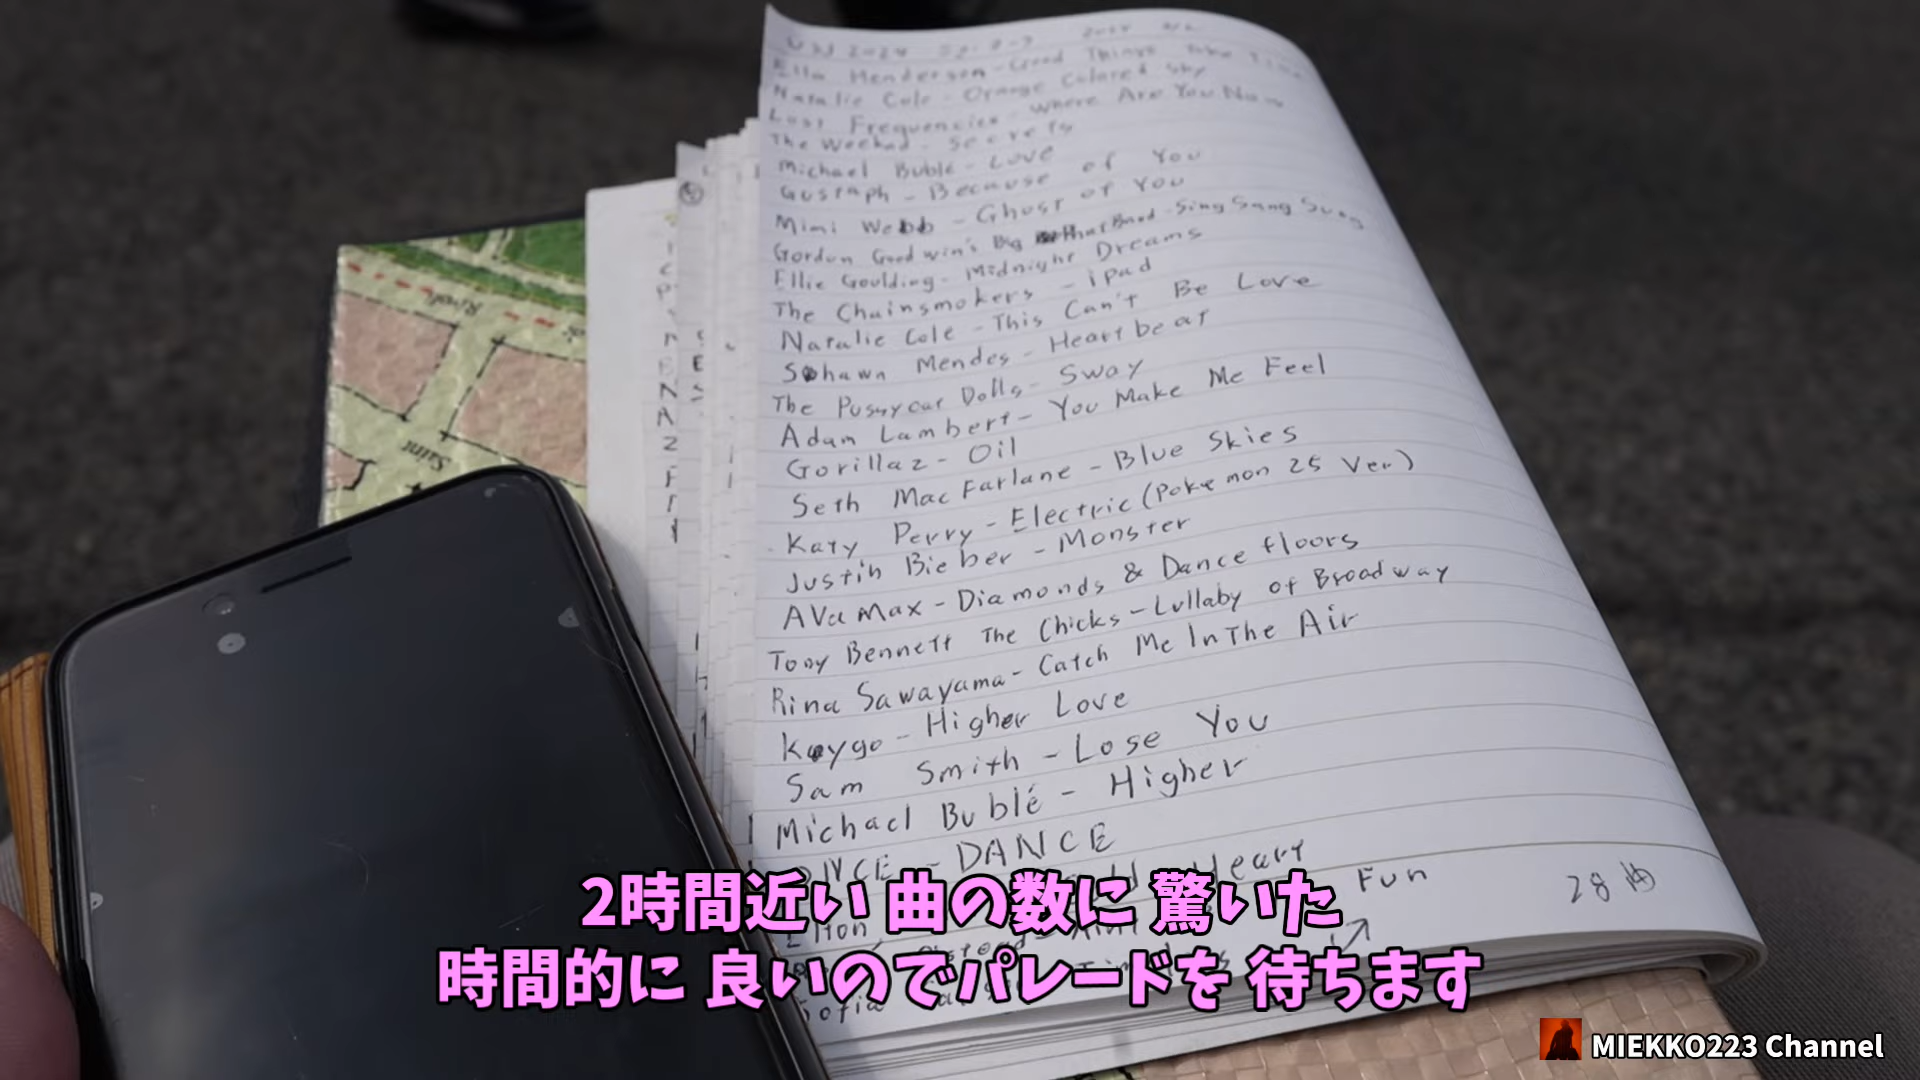 Ella Henderson - Good Things Take Time
Natalie Cole - Orange Colored Sky
Lost Frequencies - Where Are You Now
The Weeknd - Secrets
Michael Bublé - Love
Gustaph - Because of You
Mimi Webb - Ghost of You
Gordon Goodwin's Big Phat Band - Sing Sang Sung
Ellie Goulding - Midnight Dreams
The Chainsmokers - iPad
Natalie Cole - This Can't Be Love
Shawn Mendes - Heartbeat
The Pussycat Dolls - Sway
Adam Lambert - You Make Me Feel
Gorillaz - Oil
Seth MacFarlane - Blue Skies
Katy Perry - Electric (Pokemon 25 Ver)
Justin Bieber - Monster
Ava Max - Diamonds & Dance floors
Tony Bennett The Chicks - Lullaby of Broadway
Rina Sawayama - Catch Me In The Air
Kygo - Higher Love
Sam Smith - Lose You
Michael Bublé - Higher
DNCE - DANCE
Heart
Fun
28曲
Saint
2時間近い 曲の数に 驚いた
時間的に 良いのでパレードを 待ちます
MIEKKO223 Channel